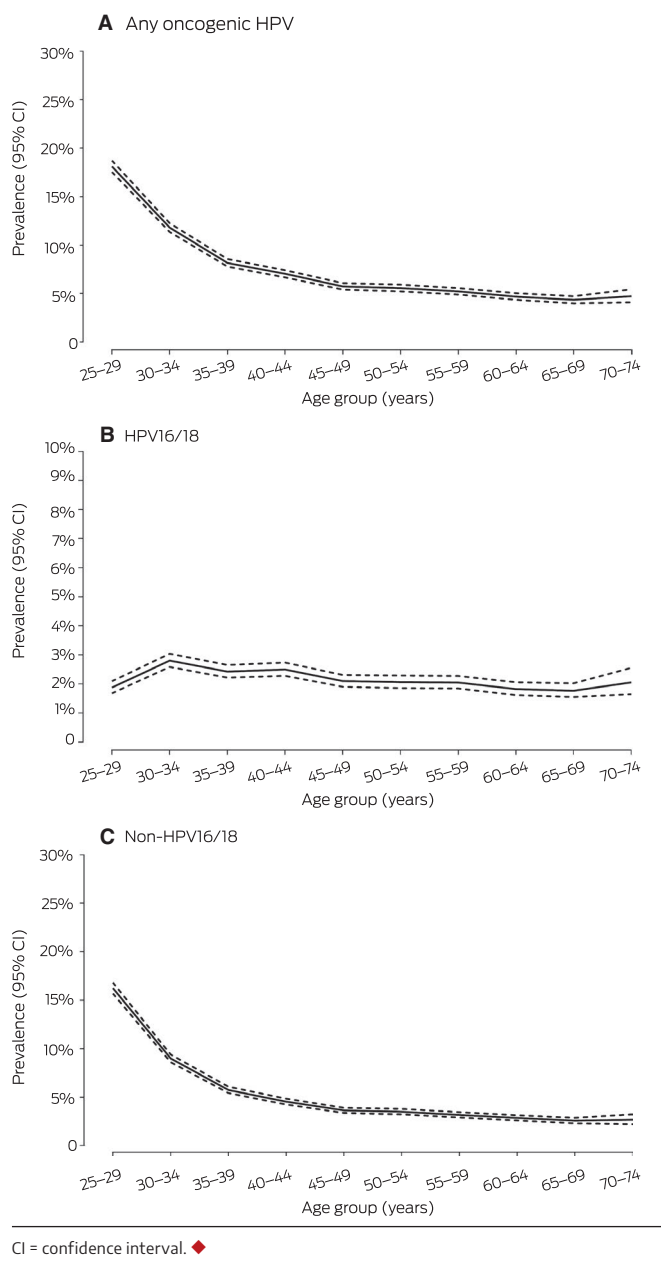 A Any oncogenic HPV
30%
25%
20%
15%
10%
5%
0
Prevalence (95% CI)
25–29 30–34 35–39 40–44 45–49 50–54 55–59 60–64 65–69 70–74
Age group (years)
B HPV16/18
10%
9%
8%
7%
6%
5%
4%
3%
2%
1%
0
Prevalence (95% CI)
25–29 30–34 35–39 40–44 45–49 50–54 55–59 60–64 65–69 70–74
Age group (years)
C Non-HPV16/18
30%
25%
20%
15%
10%
5%
0
Prevalence (95% CI)
25–29 30–34 35–39 40–44 45–49 50–54 55–59 60–64 65–69 70–74
Age group (years)
CI = confidence interval.